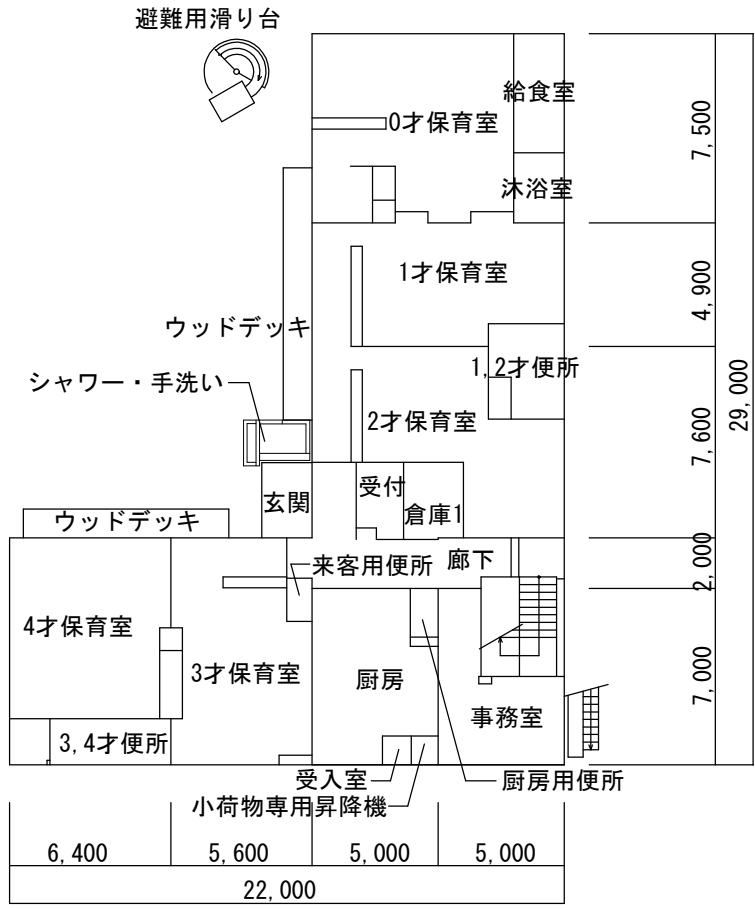 避難用滑り台
給食室
0才保育室
7,500
沐浴室
1才保育室
4,900
ウッドデッキ
1,2才便所
シャワー・手洗い
29,000
2才保育室
7,600
受付
玄関
倉庫1
ウッドデッキ
来客用便所
廊下
2,000
4才保育室
3才保育室
厨房
7,000
事務室
3,4才便所
受入室
厨房用便所
小荷物専用昇降機
6,400
5,600
5,000
5,000
22,000